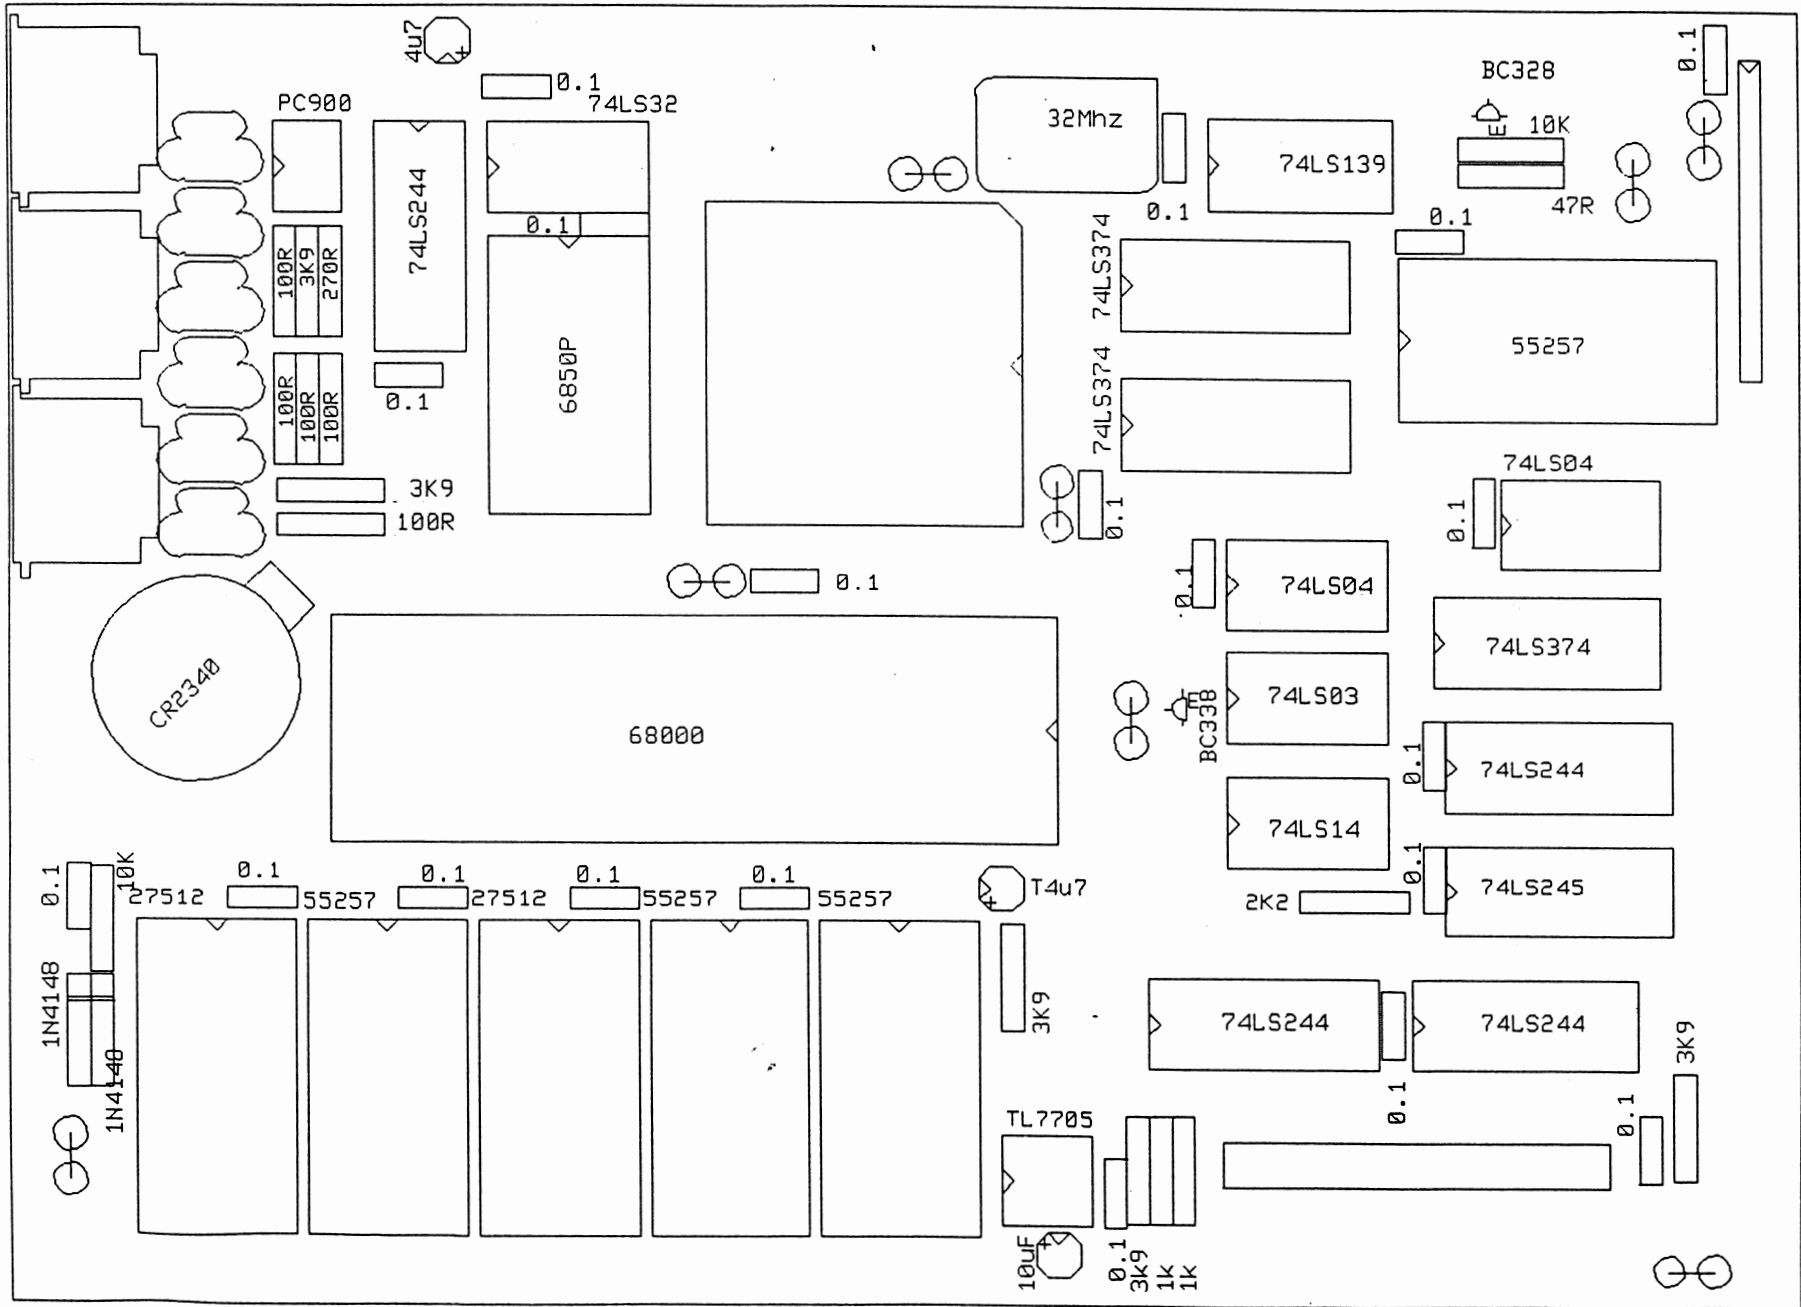 4u7
0.1
74LS32
PC900
74LS244
0.1
100R
3K9
270R
6850P
100R
100R
100R
0.1
3K9
100R
0.1
CR2340
68000
32Mhz
0.1
74LS139
BC328
E
10K
47R
0.1
0.1
74LS374
74LS374
55257
0.1
74LS04
0.1
0.1
74LS04
74LS374
74LS03
E
BC338
0.1
74LS244
74LS14
0.1
74LS245
2K2
0.1
10K
27512
0.1
55257
0.1
27512
0.1
55257
0.1
55257
T4u7
3K9
1N4148
1N4148
74LS244
74LS244
0.1
3K9
0.1
TL7705
10uF
0.1
3K9
1k
1k